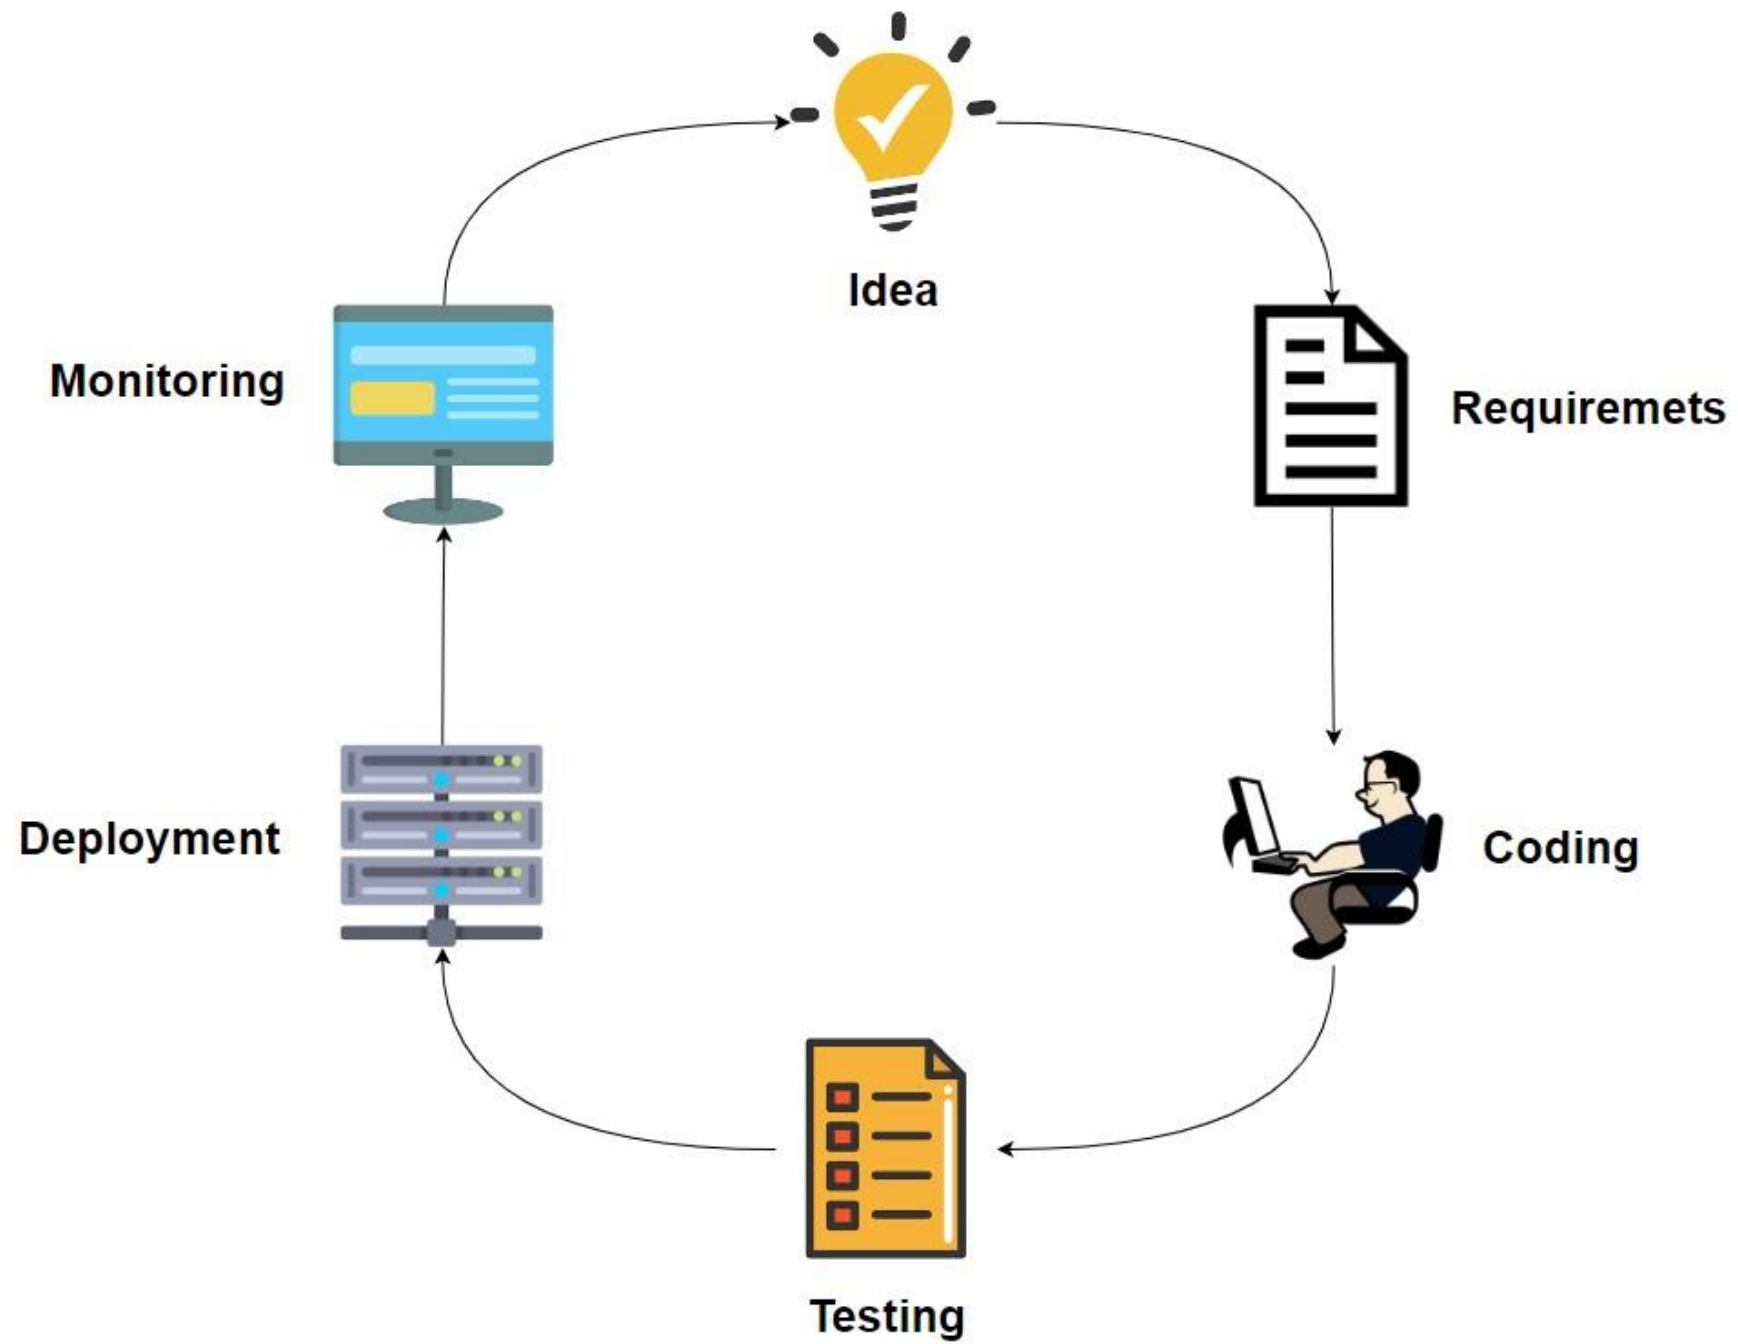 Idea
Monitoring
Requiremets
Deployment
Coding
Testing